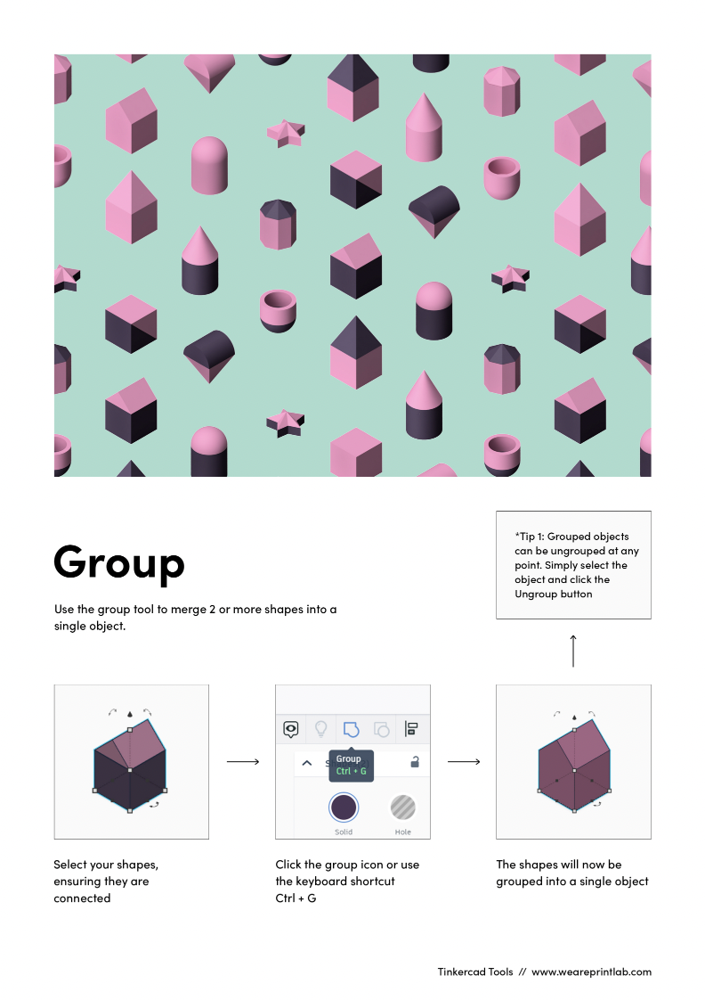 Group
Use the group tool to merge 2 or more shapes into a
single object.
*Tip 1: Grouped objects
can be ungrouped at any
point. Simply select the
object and click the
Ungroup button
Group
Ctrl + G
Solid
Hole
Select your shapes,
ensuring they are
connected
Click the group icon or use
the keyboard shortcut
Ctrl + G
The shapes will now be
grouped into a single object
Tinkercad Tools // www.weareprintlab.com